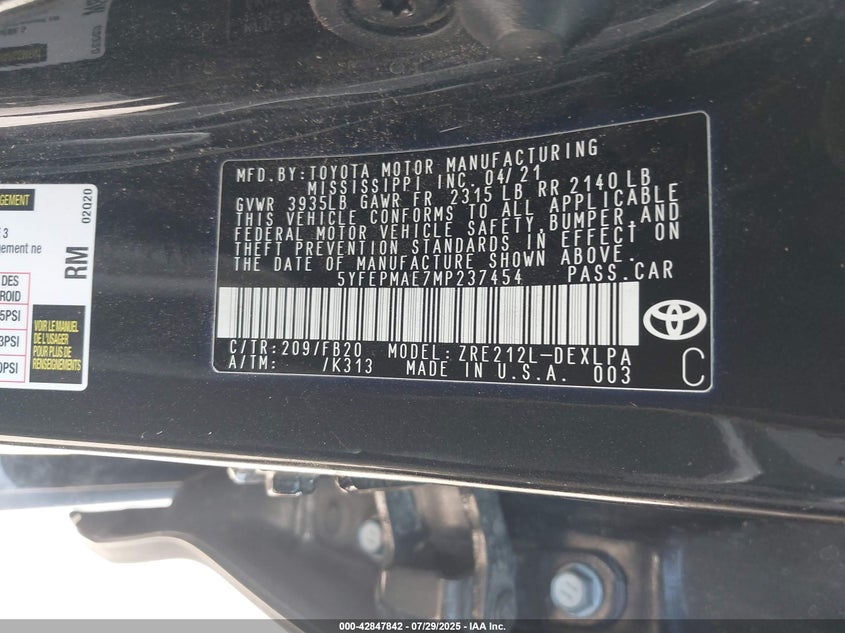 MFD. BY: TOYOTA MOTOR MANUFACTURING
MISSISSIPPI INC. 04/21
GVWR 3935LB GAWR FR 2315 LB RR 2140 LB
THIS VEHICLE CONFORMS TO ALL APPLICABLE
FEDERAL MOTOR VEHICLE SAFETY, BUMPER, AND
THEFT PREVENTION STANDARDS IN EFFECT ON
THE DATE OF MANUFACTURE SHOWN ABOVE.
5YFEPMAE7MP237454 PASS.CAR
C/TR: 209/FB20 MODEL: ZRE212L-DEXLPA
A/TM: /K313 MADE IN U.S.A. 003
C
02020
RM
VOIR LE MANUEL
DE L'USAGER
POUR PLUS DE
RENSEIGNEMENTS
000-42847842 - 07/29/2025 - IAA Inc.